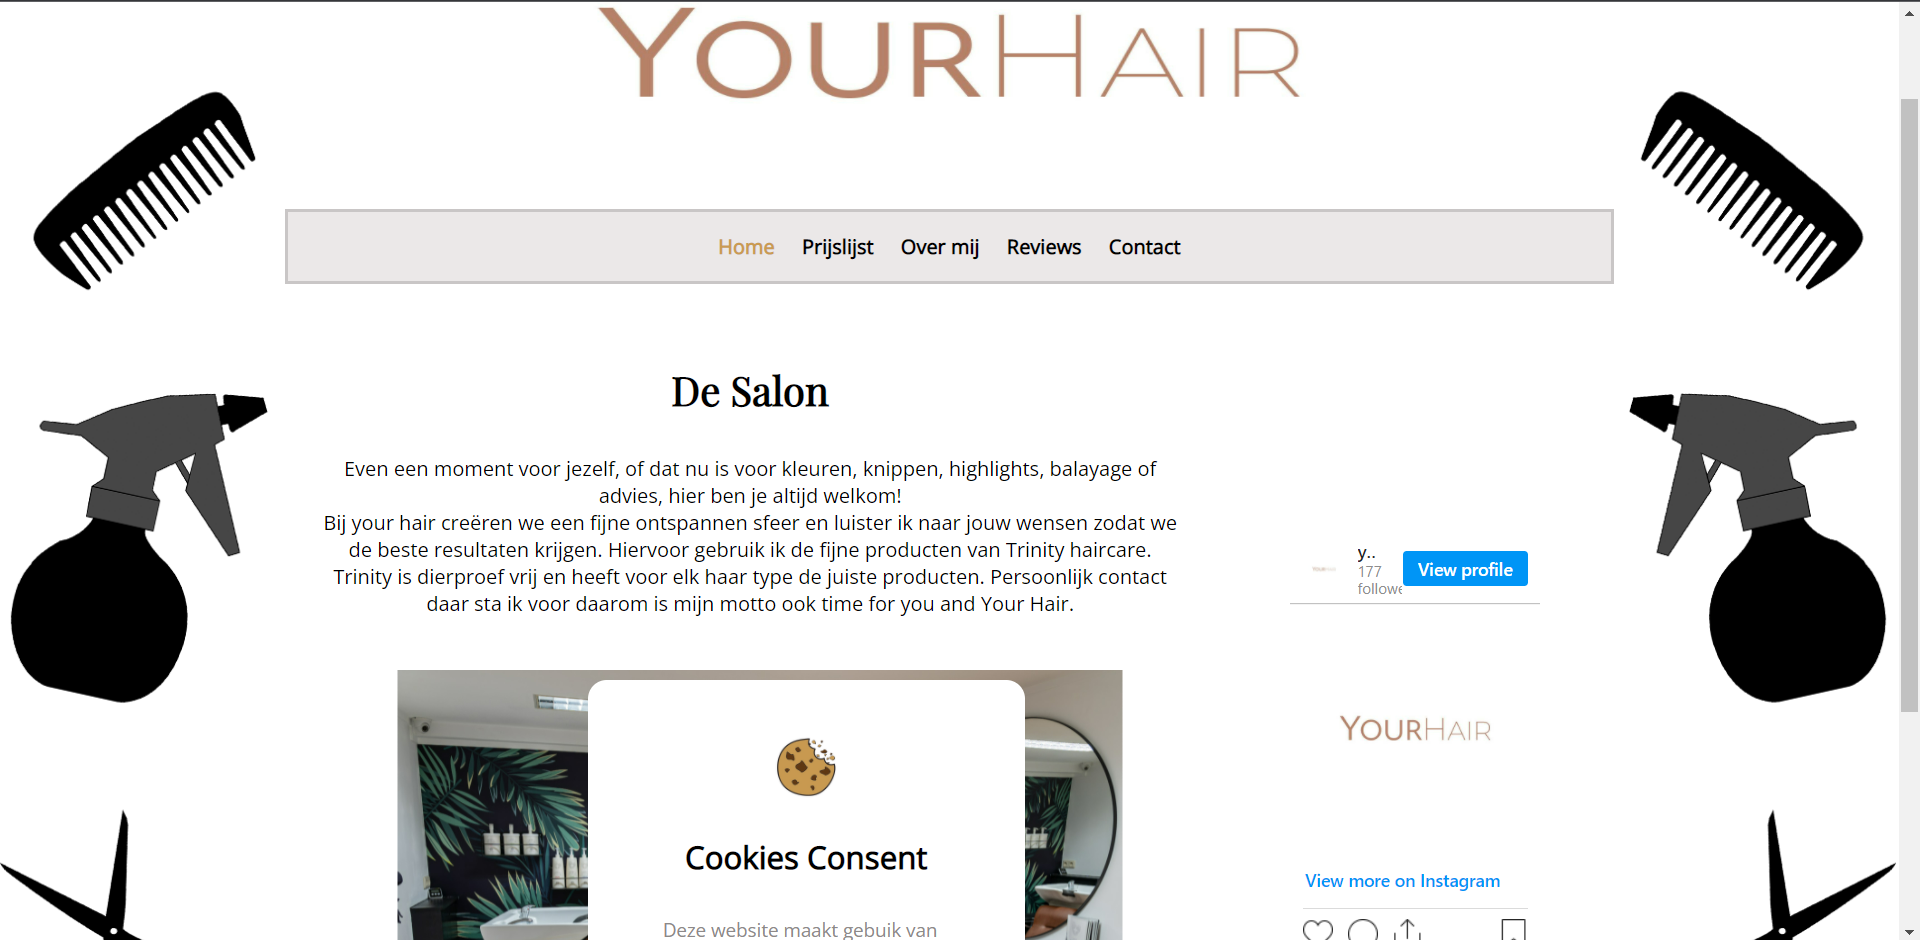 YOURHAIR
Home Prijslijst Over mij Reviews Contact
De Salon
Even een moment voor jezelf, of dat nu is voor kleuren, knippen, highlights, balayage of
advies, hier ben je altijd welkom!
Bij your hair creëren we een fijne ontspannen sfeer en luister ik naar jouw wensen zodat we
de beste resultaten krijgen. Hiervoor gebruik ik de fijne producten van Trinity haircare.
Trinity is dierproef vrij en heeft voor elk haar type de juiste producten. Persoonlijk contact
daar sta ik voor daarom is mijn motto ook time for you and Your Hair.
y..
177
followe
View profile
YOURHAIR
View more on Instagram
Cookies Consent
Deze website maakt gebuik van